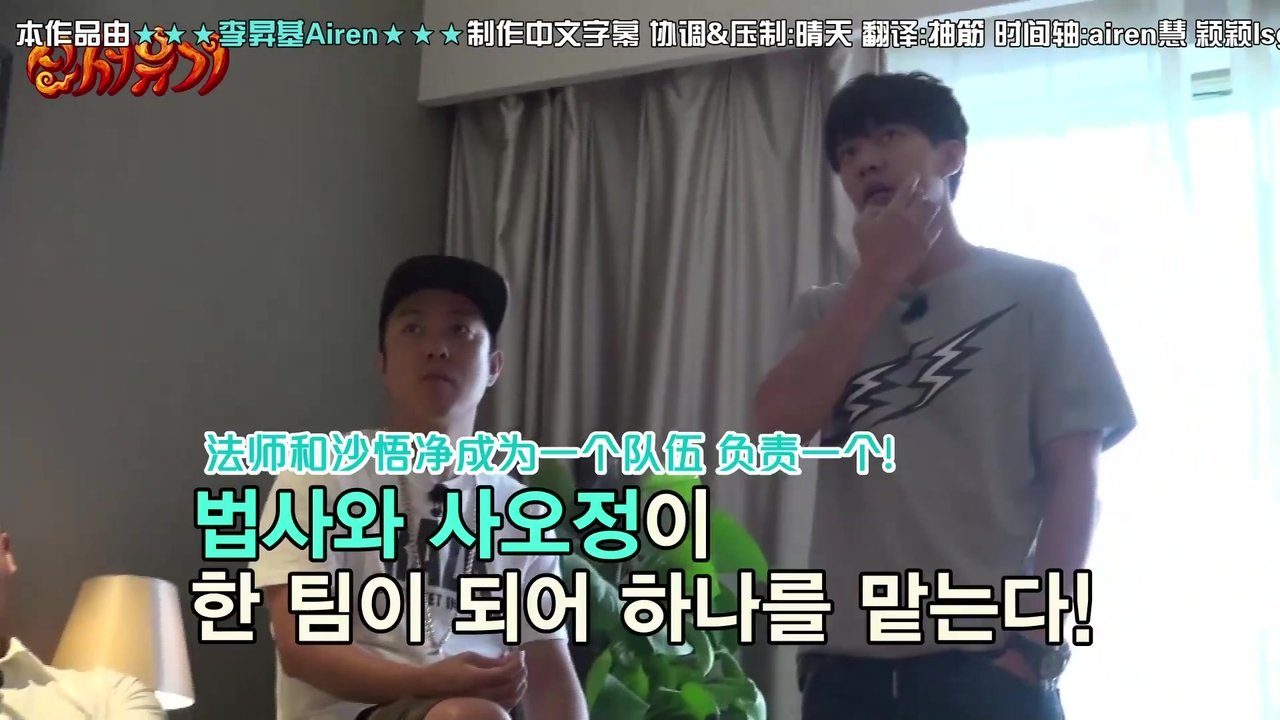 本作品由★★★李昇基Airen★★★制作中文字幕 协调&压制:晴天 翻译:抽筋 时间轴:airen慧 颖颖lsg
신서유기
法师和沙悟净成为一个队伍 负责一个!
법사와 사오정이
한 팀이 되어 하나를 맡는다!